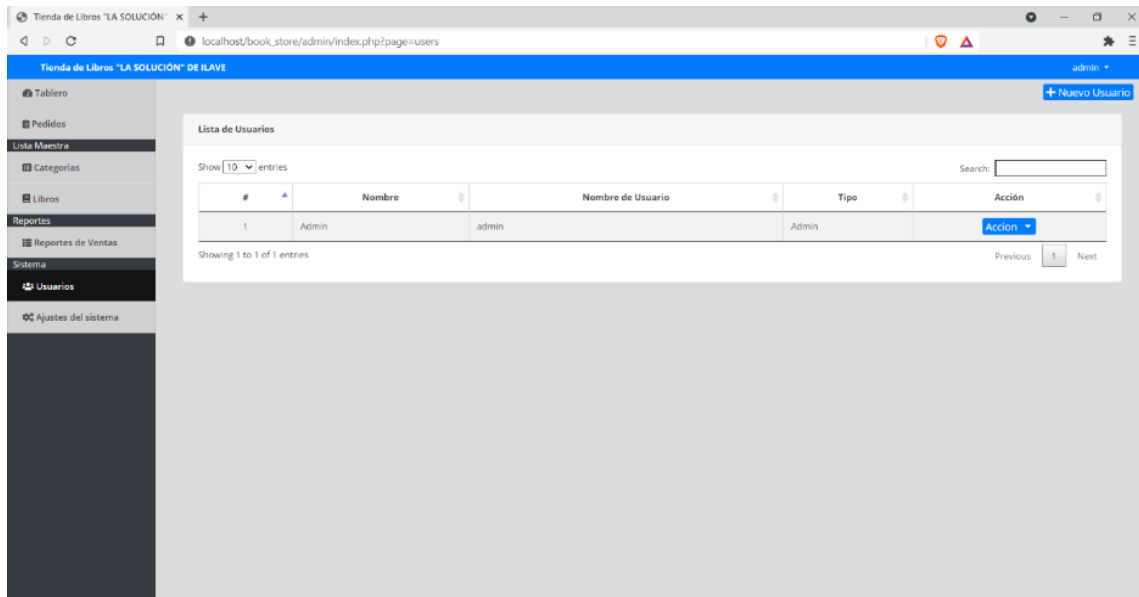 Tienda de Libros "LA SOLUCIÓN"
localhost/book_store/admin/index.php?page=users
Tienda de Libros "LA SOLUCIÓN" DE ILAVE
admin
Tablero
Nuevo Usuario
Pedidos
Lista de Usuarios
Lista Maestra
Categorias
Show 10 entries
Search:
Libros
# Nombre Nombre de Usuario Tipo Acción
Reportes
1 Admin admin Admin Accion
Reportes de Ventas
Showing 1 to 1 of 1 entries
Previous 1 Next
Sistema
Usuarios
Ajustes del sistema